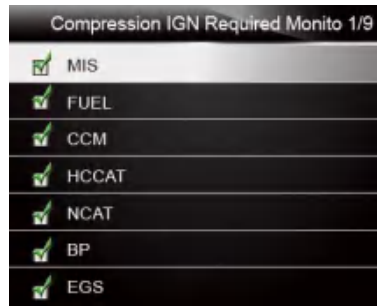 Compression IGN Required Monito 1/9
MIS
FUEL
CCM
HCCAT
NCAT
BP
EGS